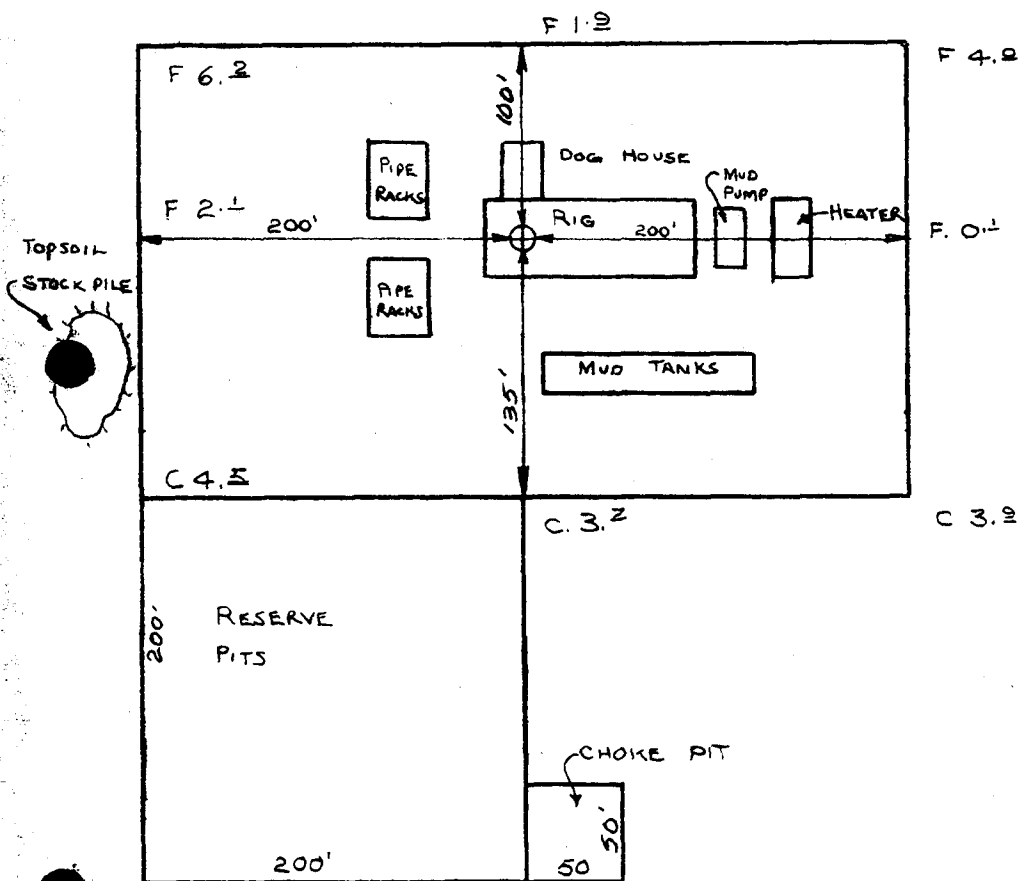 F 1.9
F 6.2
F 4.9
100'
PIPE
RACKS
DOG HOUSE
MUD
PUMP
HEATER
F 2.1
200'
RIG
200'
F. 0.1
TOPSOIL
STOCK PILE
PIPE
RACKS
135'
MUD TANKS
C 4.5
C. 3.2
C 3.9
RESERVE
PITS
200'
CHOKE PIT
50'
200'
50